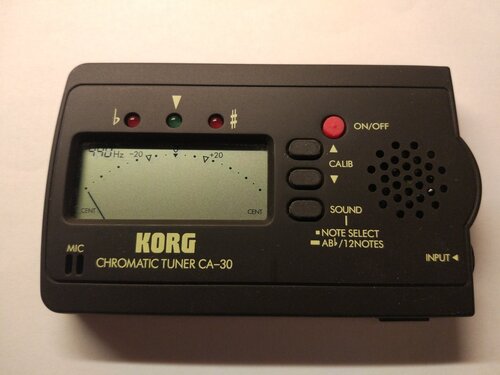 ♭ ▼ ♯
ON/OFF
440Hz -20 0 +20
▲
CALIB
▼
CENT CENT
SOUND
KORG
▪ NOTE SELECT
▬ AB♭/12NOTES
MIC
CHROMATIC TUNER CA-30
INPUT ◄